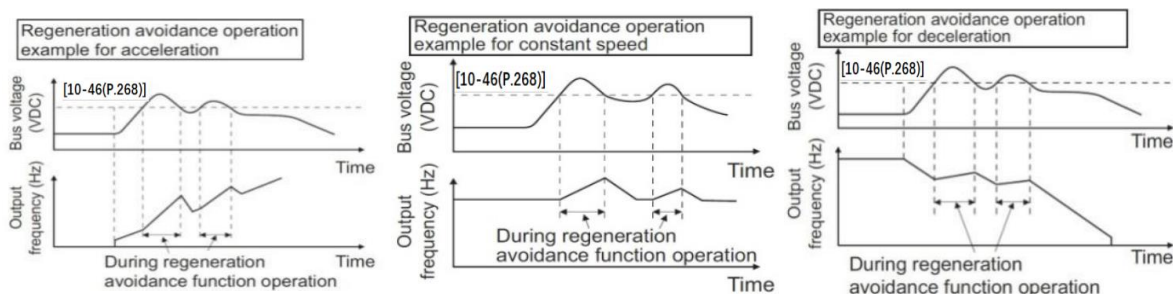 Regeneration avoidance operation
example for acceleration
[10-46(P.268)]
Bus voltage
(VDC)
Time
Output
frequency (Hz)
Time
During regeneration
avoidance function operation
Regeneration avoidance operation
example for constant speed
[10-46(P.268)]
Bus voltage
(VDC)
Time
Output
frequency (Hz)
During regeneration
avoidance function operation
Time
Regeneration avoidance operation
example for deceleration
[10-46(P.268)]
Bus voltage
(VDC)
Time
Output
frequency (Hz)
Time
During regeneration
avoidance function operation